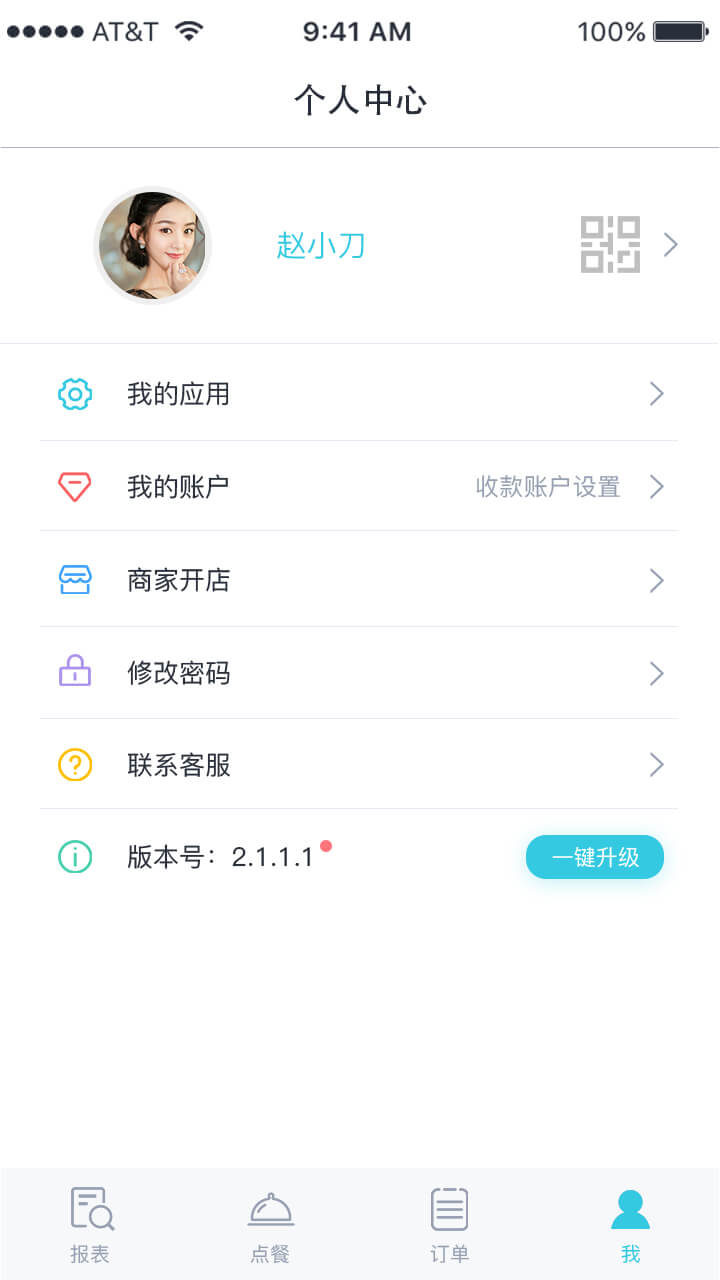 AT&T 9:41 AM 100%
个人中心
赵小刀
我的应用
我的账户 收款账户设置
商家开店
修改密码
联系客服
版本号：2.1.1.1 一键升级
报表 点餐 订单 我